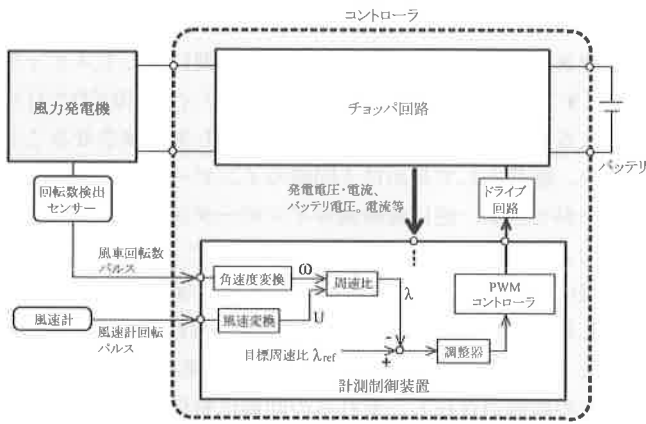 コントローラ
風力発電機
チョッパ回路
バッテリ
回転数検出
センサー
発電電圧・電流、
バッテリ電圧。電流等
ドライブ
回路
風車回転数
パルス
角速度変換
ω
周速比
λ
PWM
コントローラ
風速計
風速計回転
パルス
風速変換
U
-
目標周速比 λref
+
調整器
計測制御装置